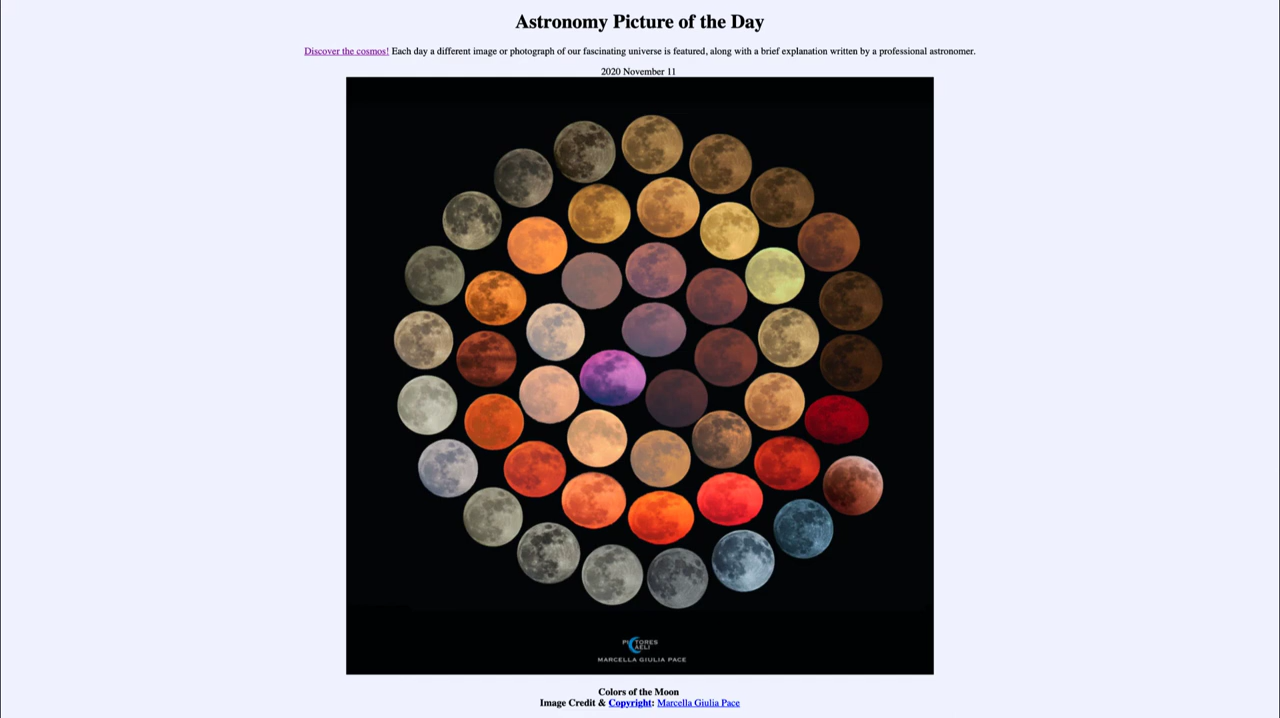 Astronomy Picture of the Day
Discover the cosmos! Each day a different image or photograph of our fascinating universe is featured, along with a brief explanation written by a professional astronomer.
2020 November 11
PICTORES
CAELI
MARCELLA GIULIA PACE
Colors of the Moon
Image Credit & Copyright: Marcella Giulia Pace